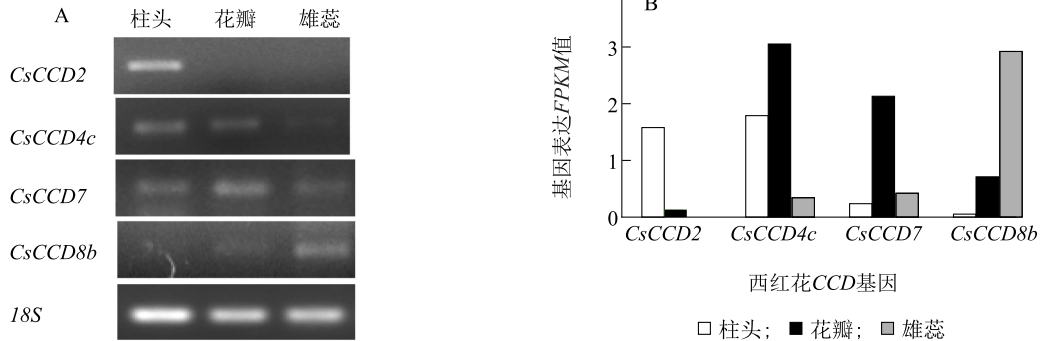 A
柱头 花瓣 雄蕊
CsCCD2
CsCCD4c
CsCCD7
CsCCD8b
18S
B
基因表达FPKM值
3
2
1
0
CsCCD2 CsCCD4c CsCCD7 CsCCD8b
西红花CCD基因
柱头; 花瓣; 雄蕊